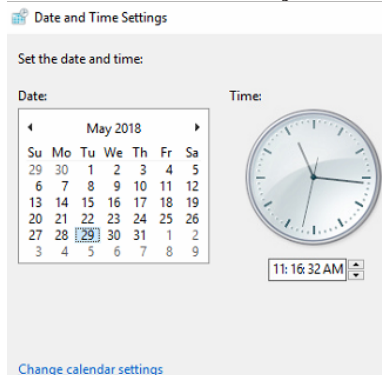 Date and Time Settings
Set the date and time:
Date:
Time:
May 2018
Su Mo Tu We Th Fr Sa
29 30 1 2 3 4 5
6 7 8 9 10 11 12
13 14 15 16 17 18 19
20 21 22 23 24 25 26
27 28 29 30 31 1 2
3 4 5 6 7 8 9
11:16:32 AM
Change calendar settings